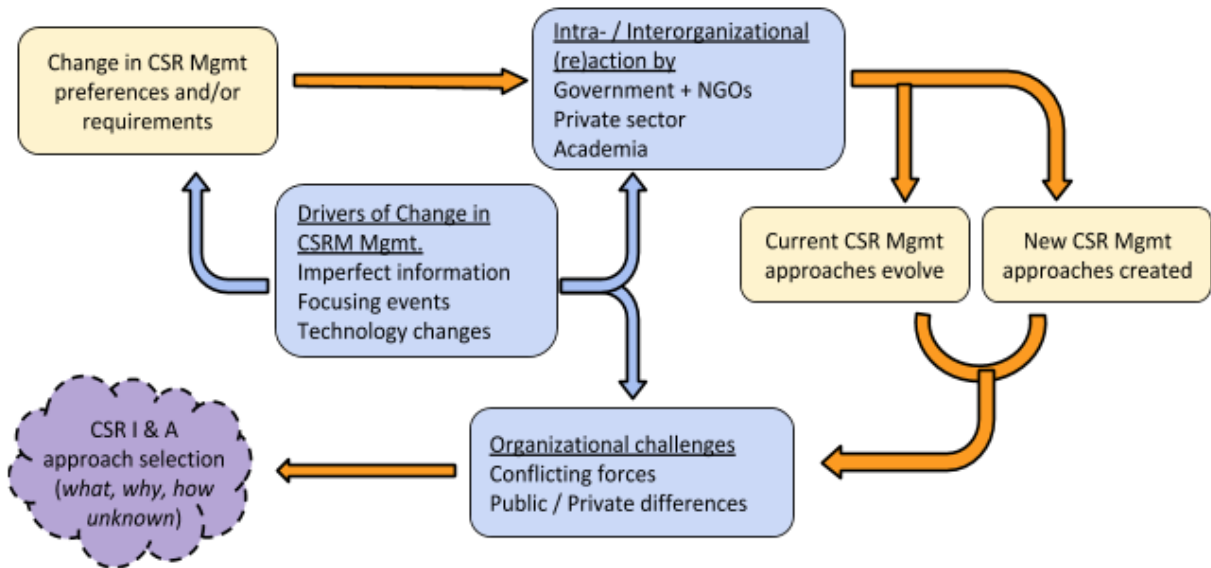 Change in CSR Mgmt
preferences and/or
requirements
Intra- / Interorganizational
(re)action by
Government + NGOs
Private sector
Academia
Drivers of Change in
CSRM Mgmt.
Imperfect information
Focusing events
Technology changes
Current CSR Mgmt
approaches evolve
New CSR Mgmt
approaches created
Organizational challenges
Conflicting forces
Public / Private differences
CSR I & A
approach selection
(what, why, how
unknown)